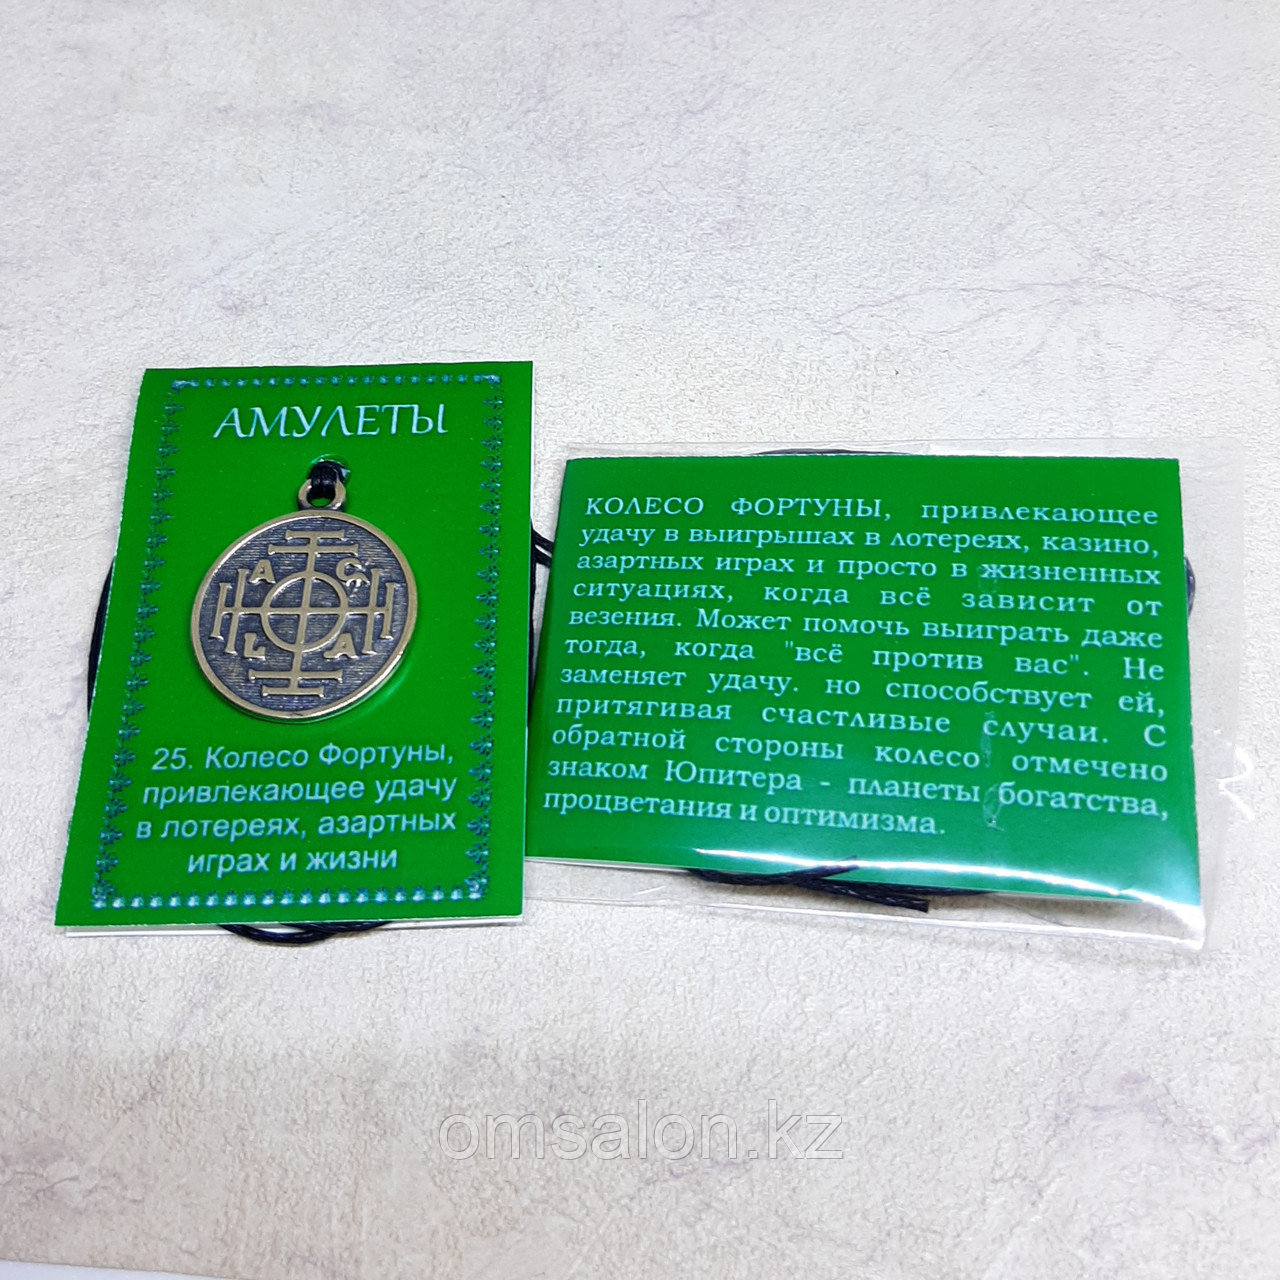 АМУЛЕТЫ
A C
L A
25. Колесо Фортуны,
привлекающее удачу
в лотереях, азартных
играх и жизни
КОЛЕСО ФОРТУНЫ, привлекающее
удачу в выигрышах в лотереях, казино,
азартных играх и просто в жизненных
ситуациях, когда всё зависит от
везения. Может помочь выиграть даже
тогда, когда "всё против вас". Не
заменяет удачу. но способствует ей,
притягивая счастливые случаи. С
обратной стороны колесо отмечено
знаком Юпитера - планеты богатства,
процветания и оптимизма.
omsalon.kz